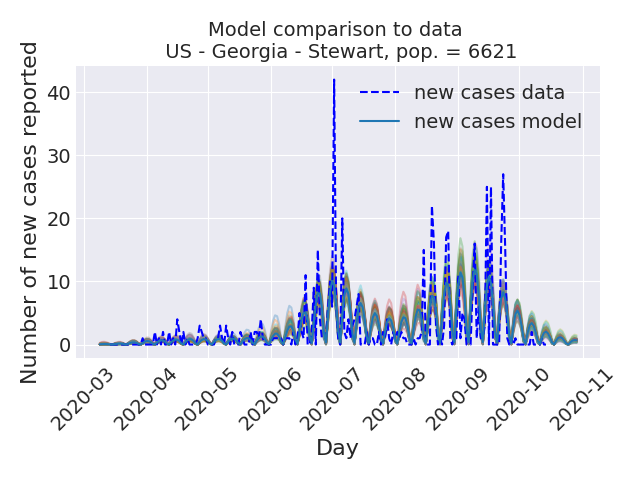 Model comparison to data
US - Georgia - Stewart, pop. = 6621
Number of new cases reported
40
30
20
10
0
new cases data
new cases model
2020-03
2020-04
2020-05
2020-06
2020-07
2020-08
2020-09
2020-10
2020-11
Day